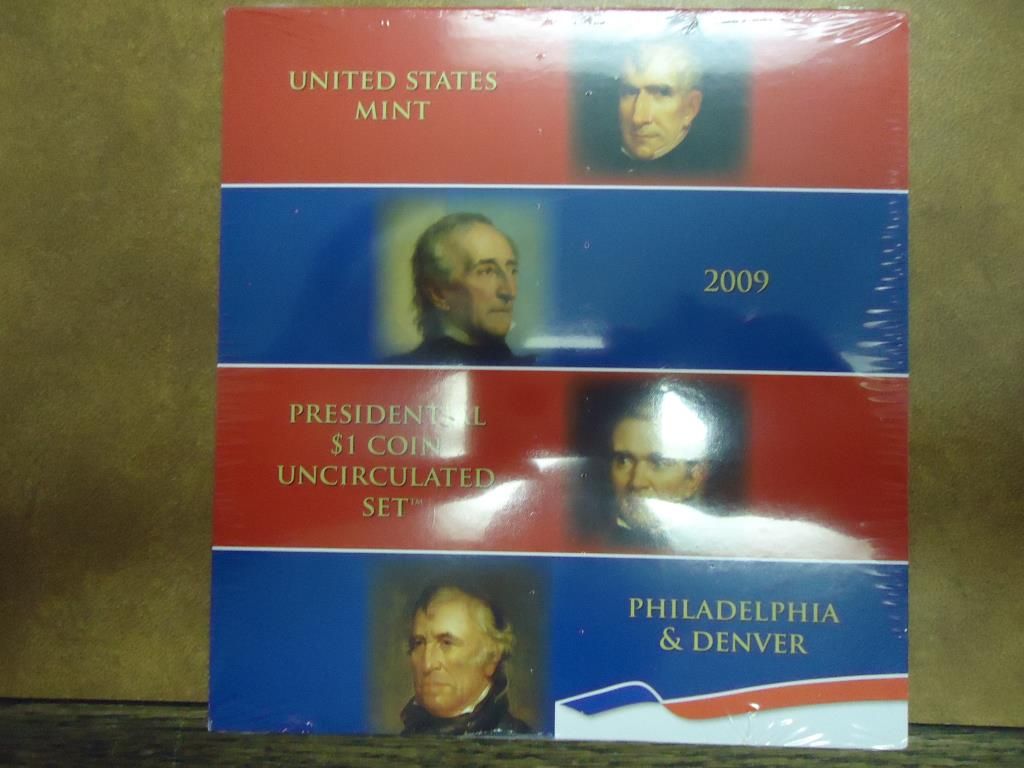 UNITED STATES
MINT
2009
PRESIDENTIAL
$1 COIN
UNCIRCULATED
SET™
PHILADELPHIA
& DENVER